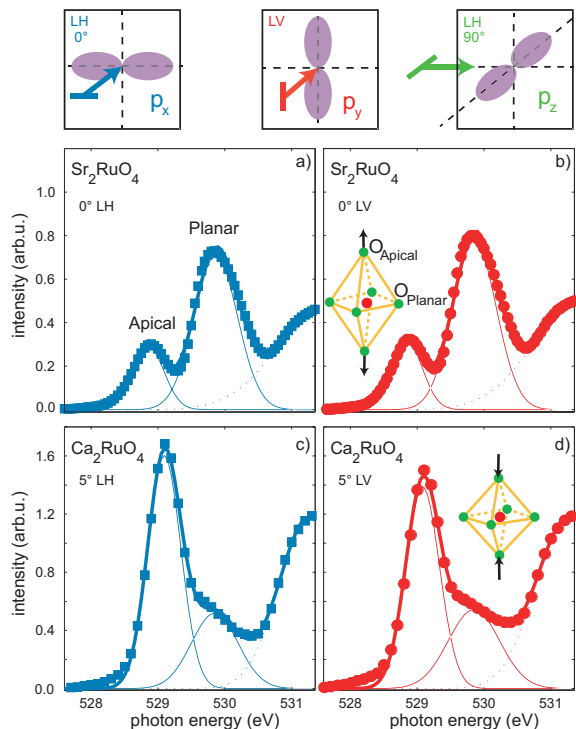 LH
0°
p_x
LV
p_y
LH
90°
p_z
a)
Sr₂RuO₄
0° LH
Planar
Apical
1.0
0.8
0.6
0.4
0.2
0.0
intensity (arb.u.)
b)
Sr₂RuO₄
0° LV
O_Apical
O_Planar
c)
Ca₂RuO₄
5° LH
1.6
1.2
0.8
0.4
0.0
intensity (arb.u.)
528 529 530 531
photon energy (eV)
d)
Ca₂RuO₄
5° LV
528 529 530 531
photon energy (eV)